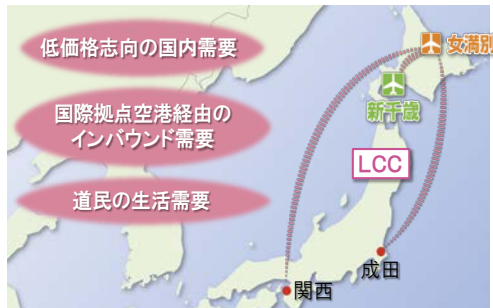 低価格志向の国内需要
国際拠点空港経由の
インバウンド需要
道民の生活需要
女満別
新千歳
LCC
成田
関西